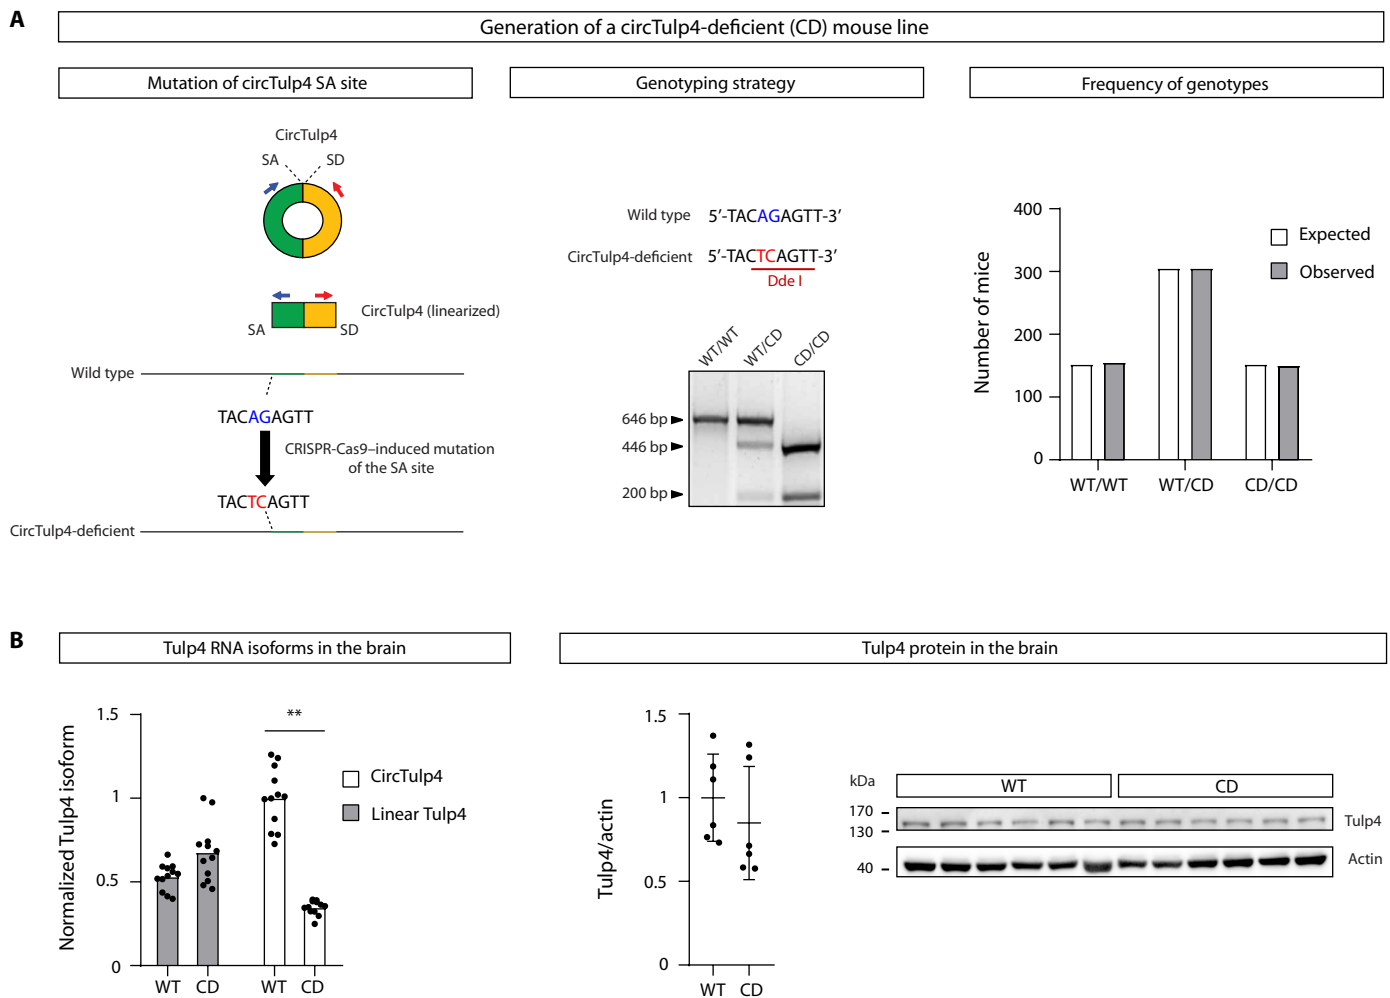 A
Generation of a circTulp4-deficient (CD) mouse line
Mutation of circTulp4 SA site
CircTulp4
SA SD
CircTulp4 (linearized)
SA SD
Wild type
TACAGAGTT
CRISPR-Cas9–induced mutation
of the SA site
TACTCAGTT
CircTulp4-deficient
Genotyping strategy
Wild type 5′-TACAGAGTT-3′
CircTulp4-deficient 5′-TACTCAGTT-3′
Dde I
WT/WT WT/CD CD/CD
646 bp
446 bp
200 bp
Frequency of genotypes
Number of mice
400
300
200
100
0
WT/WT WT/CD CD/CD
Expected
Observed
B
Tulp4 RNA isoforms in the brain
Normalized Tulp4 isoform
1.5
1
0.5
0
**
WT CD WT CD
CircTulp4
Linear Tulp4
Tulp4 protein in the brain
Tulp4/actin
1.5
1
0.5
0
WT CD
kDa
WT CD
170
130
Tulp4
40
Actin